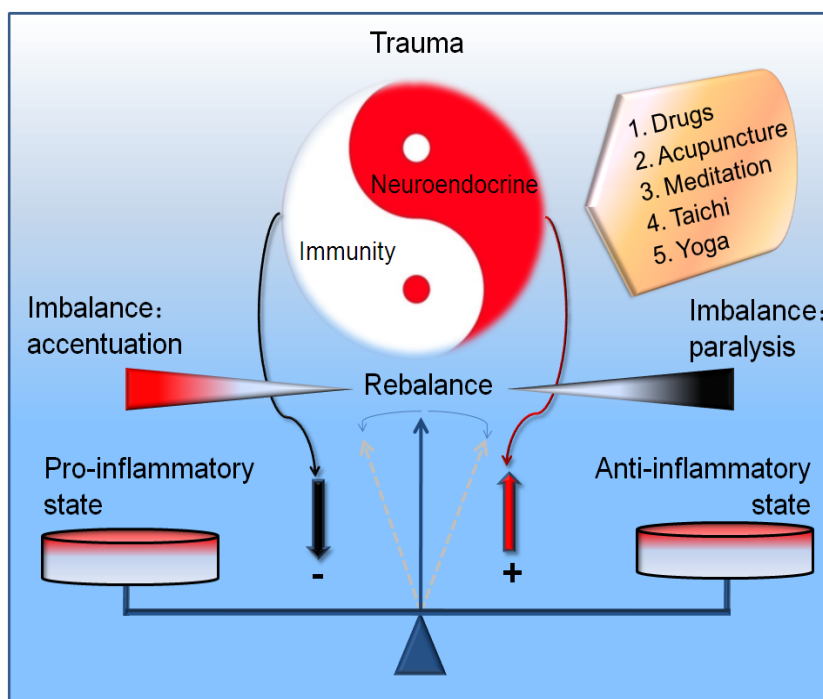 Trauma
Neuroendocrine
Immunity
1. Drugs
2. Acupuncture
3. Meditation
4. Taichi
5. Yoga
Imbalance：
accentuation
Imbalance：
paralysis
Rebalance
Pro-inflammatory
state
Anti-inflammatory
state
-
+